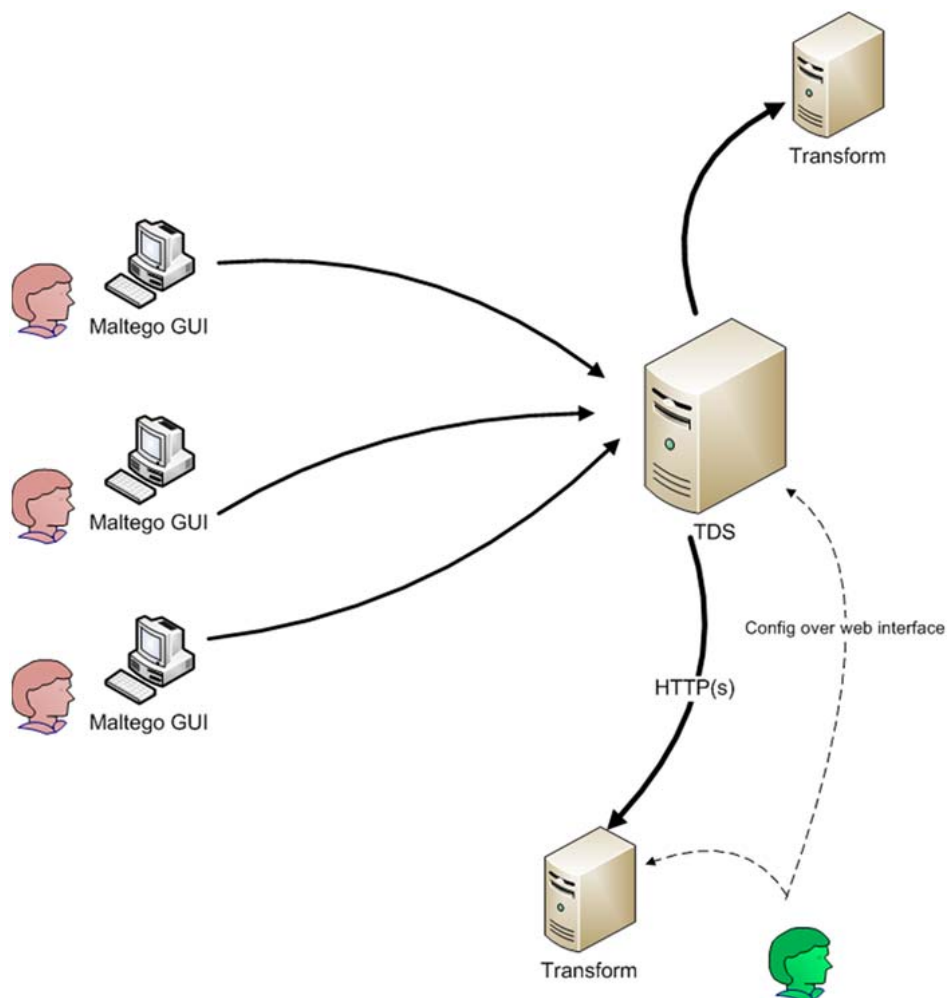 Transform
Maltego GUI
Maltego GUI
TDS
Config over web interface
HTTP(s)
Maltego GUI
Transform